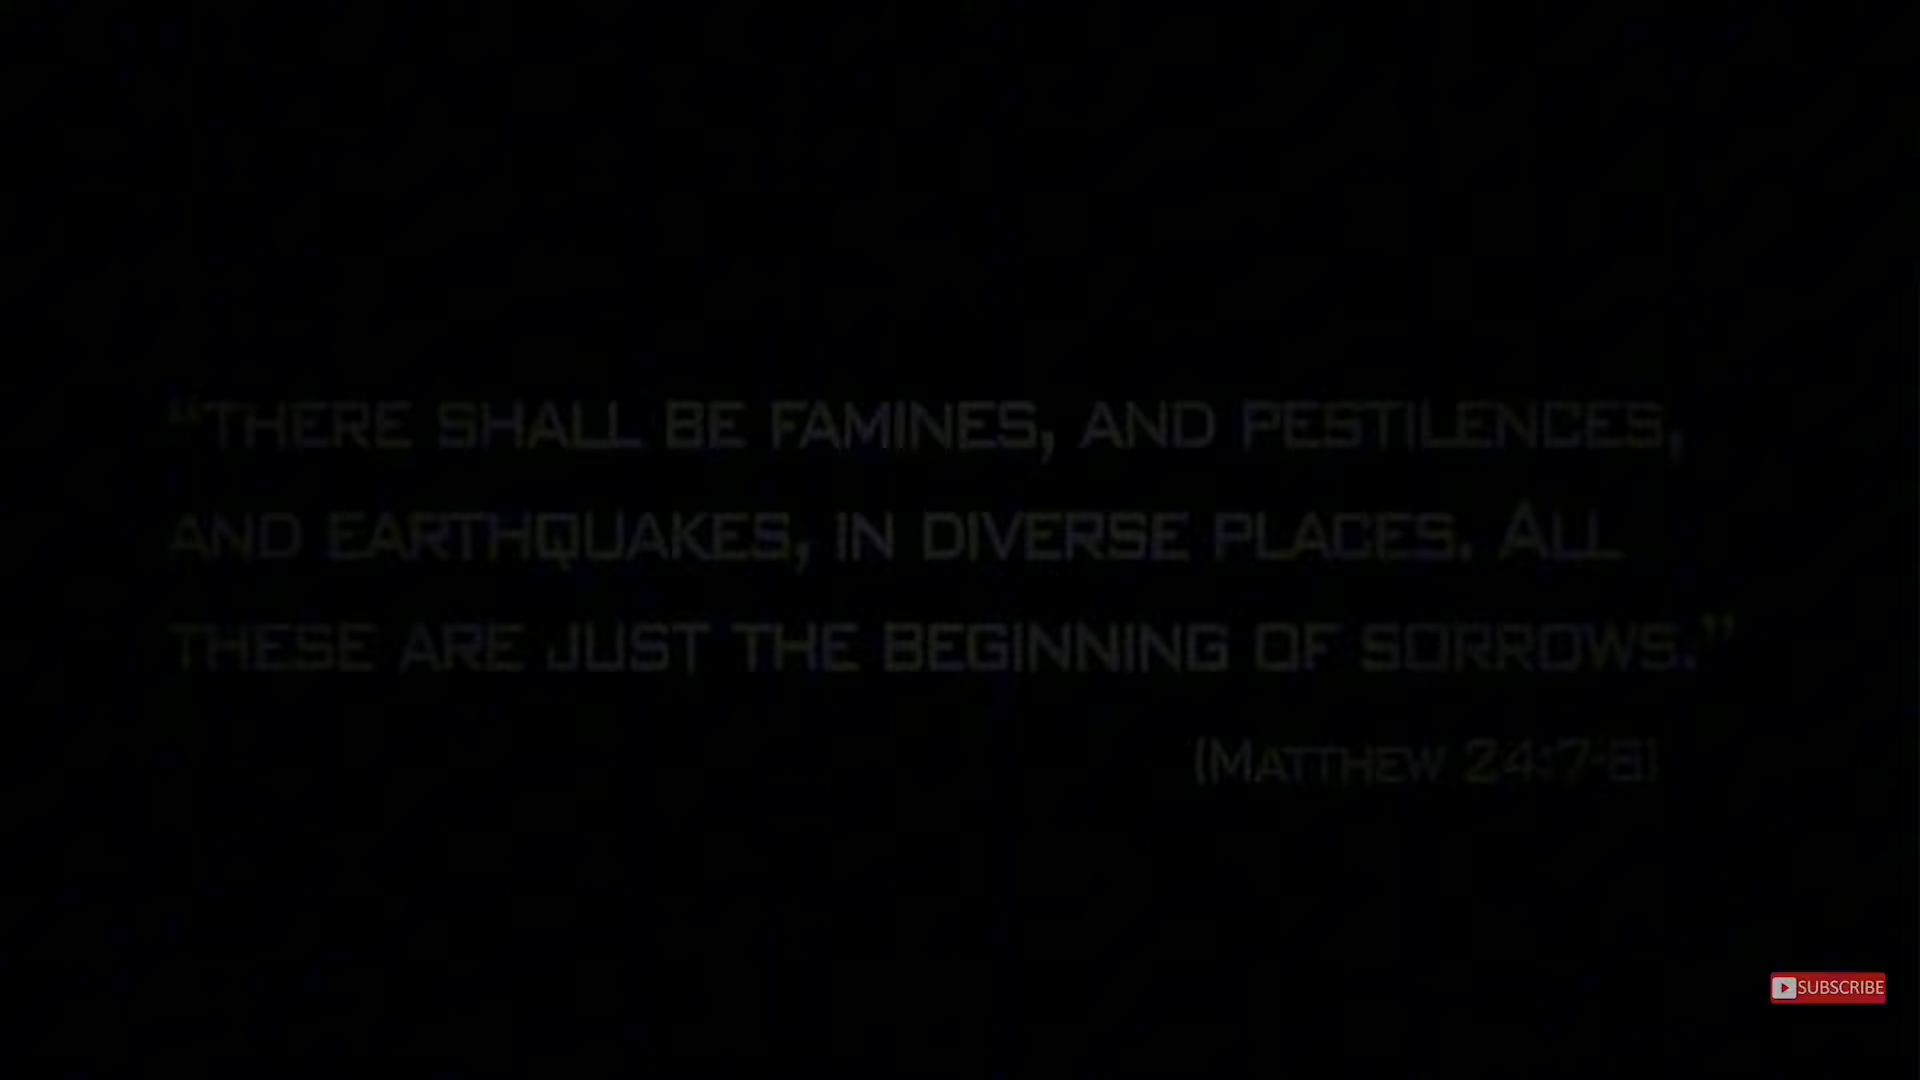 “THERE SHALL BE FAMINES, AND PESTILENCES,
AND EARTHQUAKES, IN DIVERSE PLACES. ALL
THESE ARE JUST THE BEGINNING OF SORROWS.”
(MATTHEW 24:7-8)
SUBSCRIBE